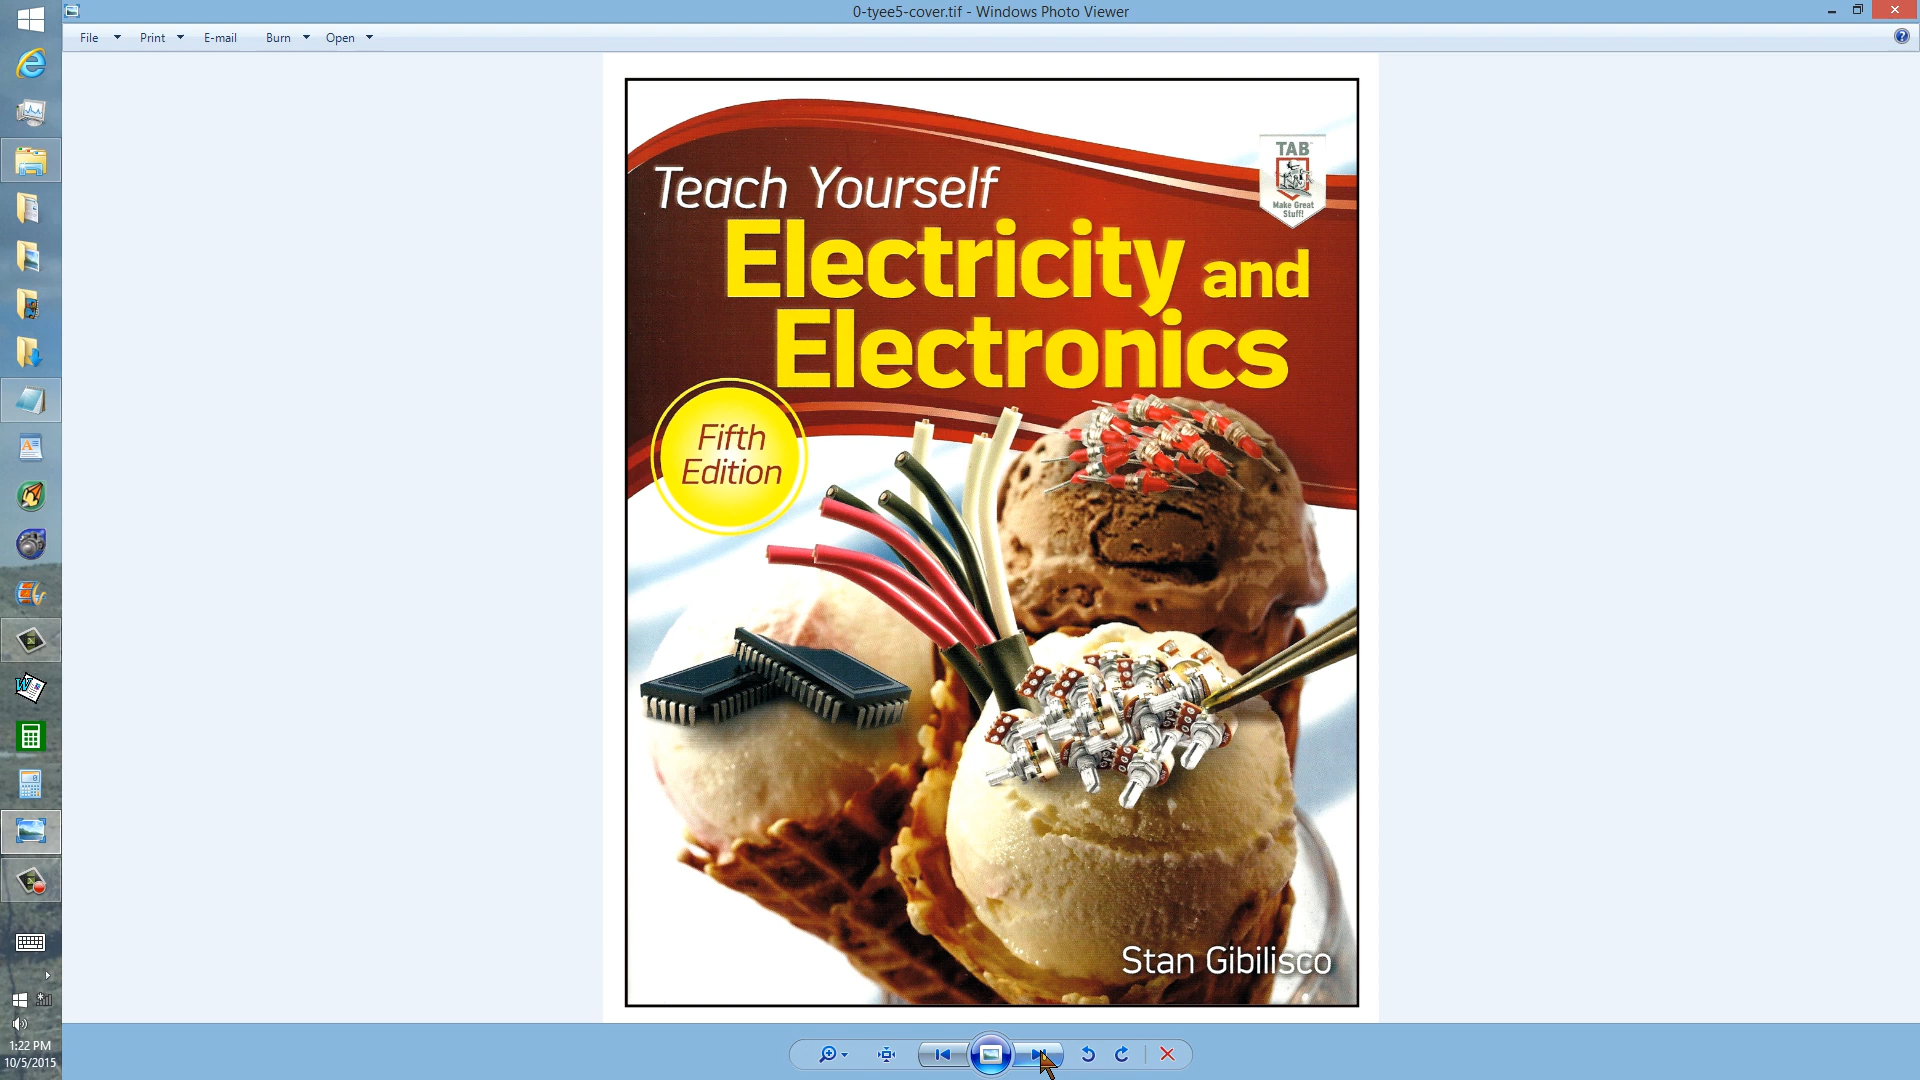 0-tyee5-cover.tif - Windows Photo Viewer
File Print E-mail Burn Open
TAB
Make Great
Stuff!
Teach Yourself
Electricity and
Electronics
Fifth
Edition
Stan Gibilisco
1:22 PM
10/5/2015